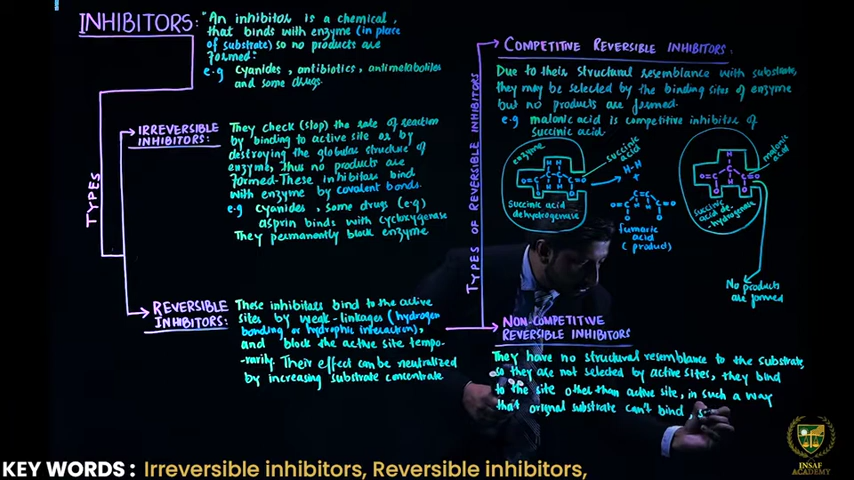 INHIBITORS:
"An inhibitor is a chemical,
that binds with enzyme (in place
of substrate) so no products are
formed."
e.g cyanides, antibiotics, antimetabolites
and some drugs.
TYPES
IRREVERSIBLE
INHIBITORS:
They check (stop) the rate of reaction
by binding to active site or by
destroying the globular structure of
enzyme, thus no products are
formed. These inhibitors bind
with enzyme by covalent bonds.
e.g cyanides, some drugs (e.g)
asprin binds with cycloxygenase
They permanently block enzyme
REVERSIBLE
INHIBITORS:
These inhibitors bind to the active
sites by weak-linkages (hydrogen
bonding or hydrophic interaction),
and block the active site tempo-
-rarily. Their effect can be neutralized
by increasing substrate concentrate
TYPES OF REVERSIBLE INHIBITORS
COMPETITIVE REVERSIBLE INHIBITORS.
Due to their structural resemblance with substrate,
they may be selected by the binding sites of enzyme
but no products are formed.
e.g malonic acid is competitive inhibitor of
succinic acid.
enzyme
succinic
acid
Succinic acid
dehydrogenase
H-H
+
fumaric
acid
(product)
malonic
acid
succinic
acid de-
-hydrogenase
No products
are formed
NON-COMPETITIVE
REVERSIBLE INHIBITORS
They have no structural resemblance to the substrate,
so they are not selected by active sites, they bind
to the site other than active site, in such a way
that original substrate can't bind, s
INSAF
ACADEMY
KEY WORDS : Irreversible inhibitors, Reversible inhibitors,